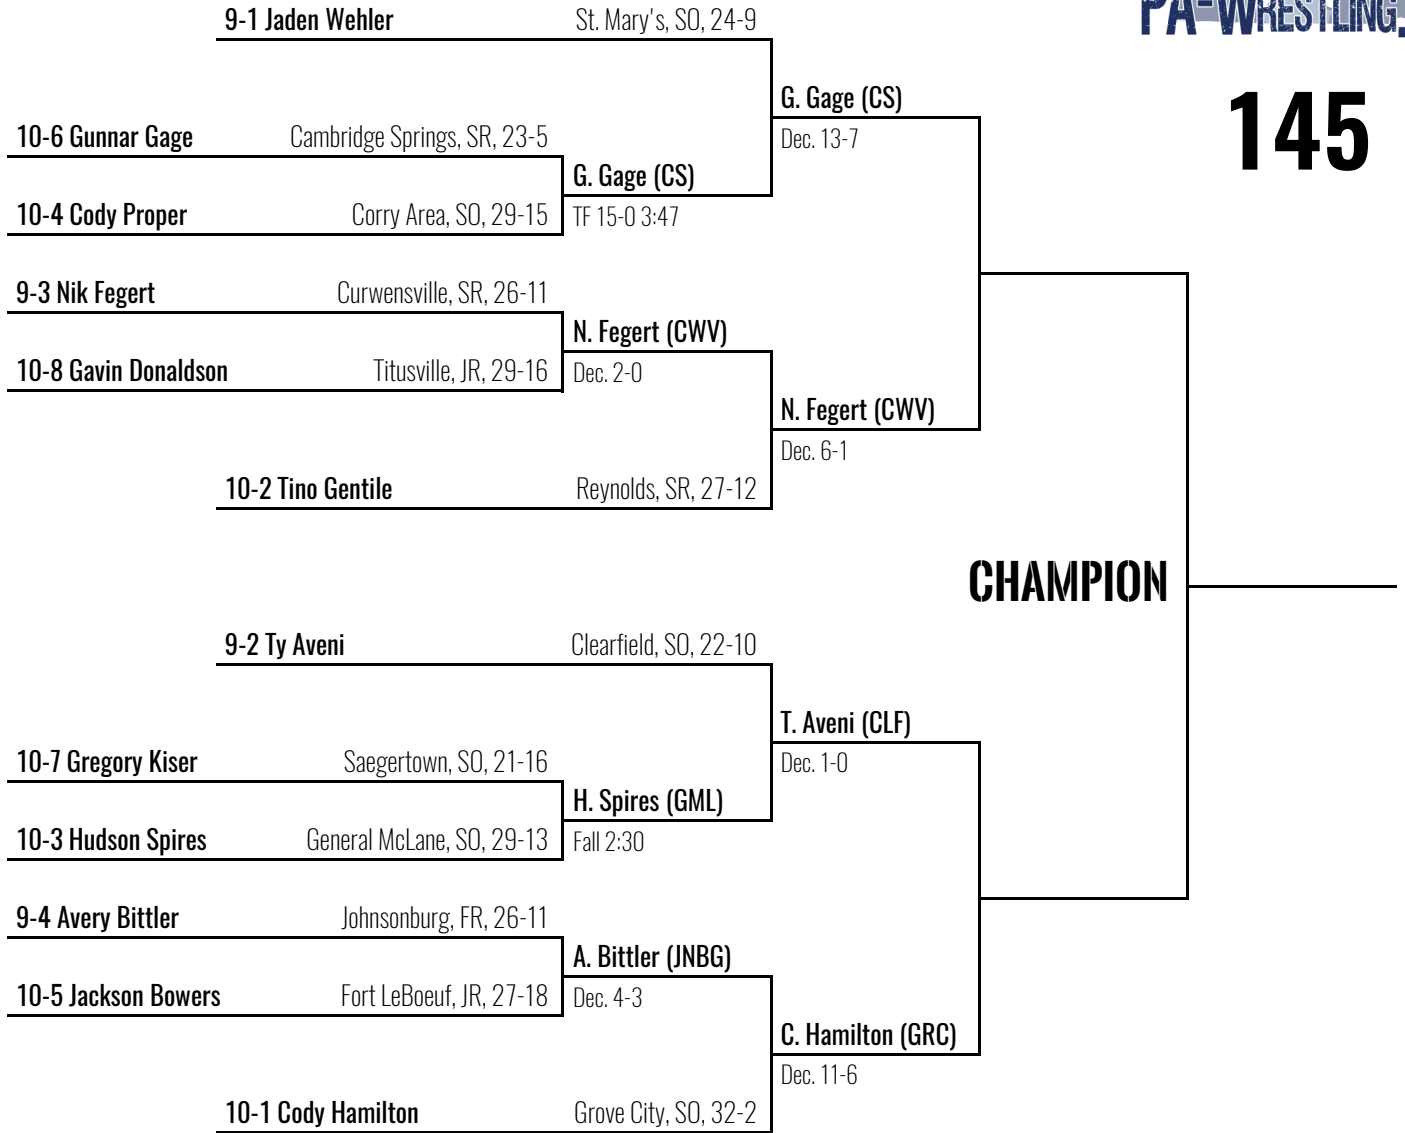 9-1 Jaden Wehler St. Mary's, SO, 24-9
PA-WRESTLING.
145
G. Gage (CS)
Dec. 13-7
10-6 Gunnar Gage Cambridge Springs, SR, 23-5
G. Gage (CS)
TF 15-0 3:47
10-4 Cody Proper Corry Area, SO, 29-15
9-3 Nik Fegert Curwensville, SR, 26-11
N. Fegert (CWV)
Dec. 2-0
10-8 Gavin Donaldson Titusville, JR, 29-16
N. Fegert (CWV)
Dec. 6-1
10-2 Tino Gentile Reynolds, SR, 27-12
CHAMPION
9-2 Ty Aveni Clearfield, SO, 22-10
T. Aveni (CLF)
Dec. 1-0
10-7 Gregory Kiser Saegertown, SO, 21-16
H. Spires (GML)
Fall 2:30
10-3 Hudson Spires General McLane, SO, 29-13
9-4 Avery Bittler Johnsonburg, FR, 26-11
A. Bittler (JNBG)
Dec. 4-3
10-5 Jackson Bowers Fort LeBoeuf, JR, 27-18
C. Hamilton (GRC)
Dec. 11-6
10-1 Cody Hamilton Grove City, SO, 32-2